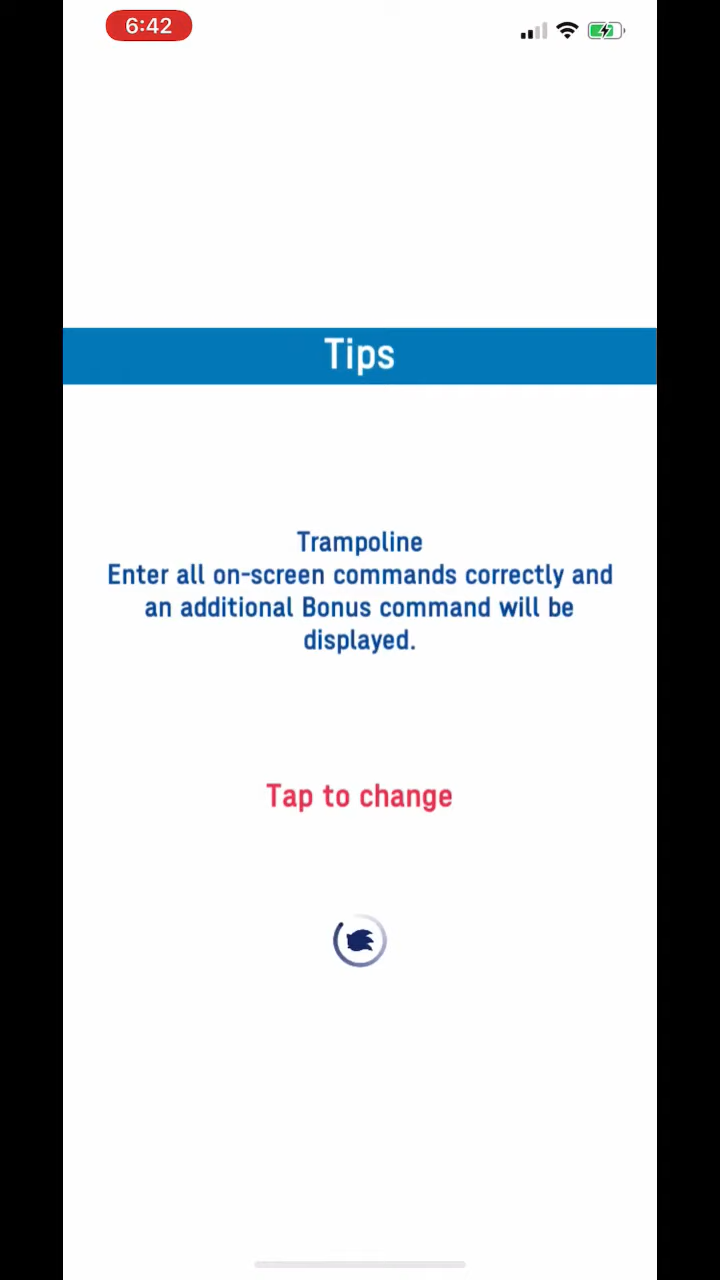 6:42
Tips
Trampoline
Enter all on-screen commands correctly and
an additional Bonus command will be
displayed.
Tap to change